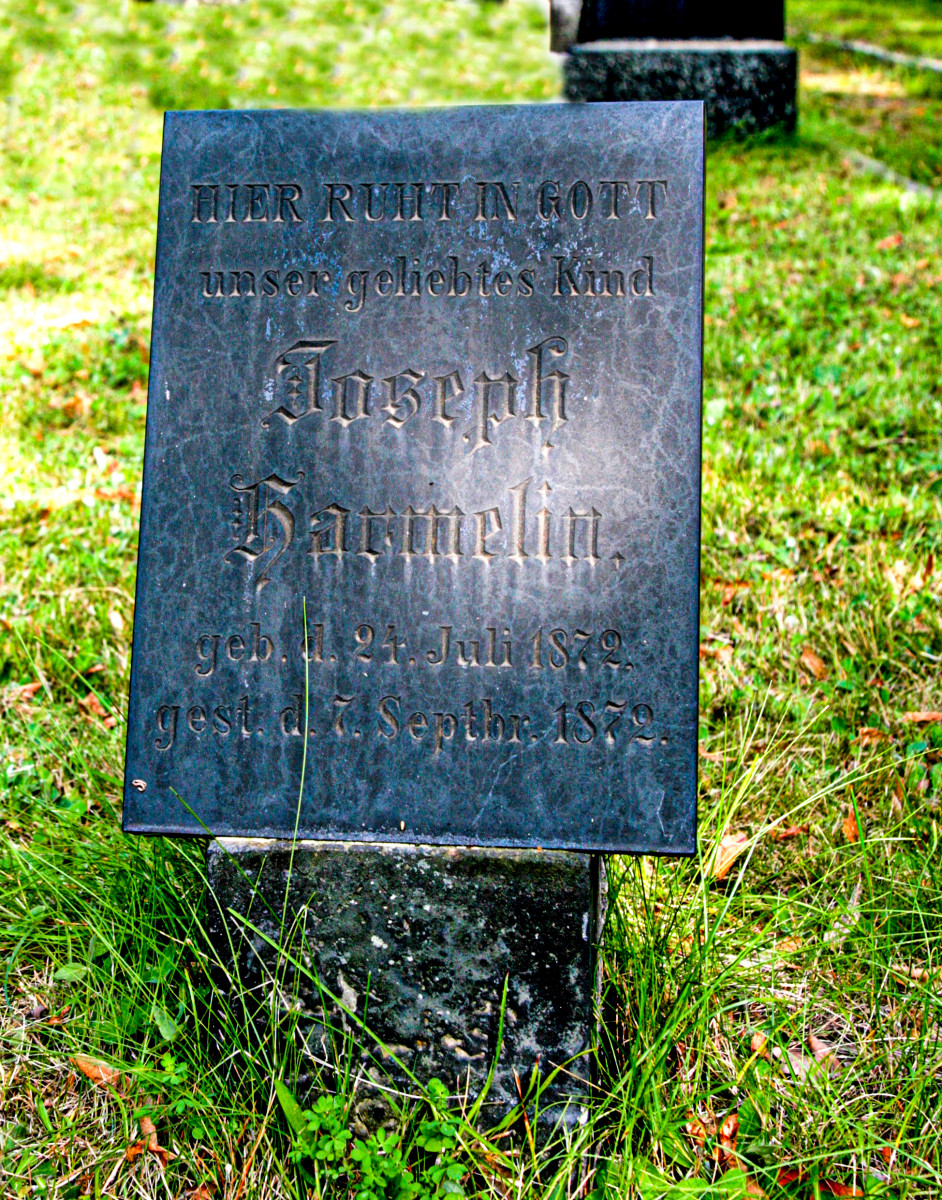 HIER RUHT IN GOTT
unser geliebtes Kind
Joseph
Harmelin.
geb. d. 24. Juli 1872.
gest. d. 7. Septbr. 1872.